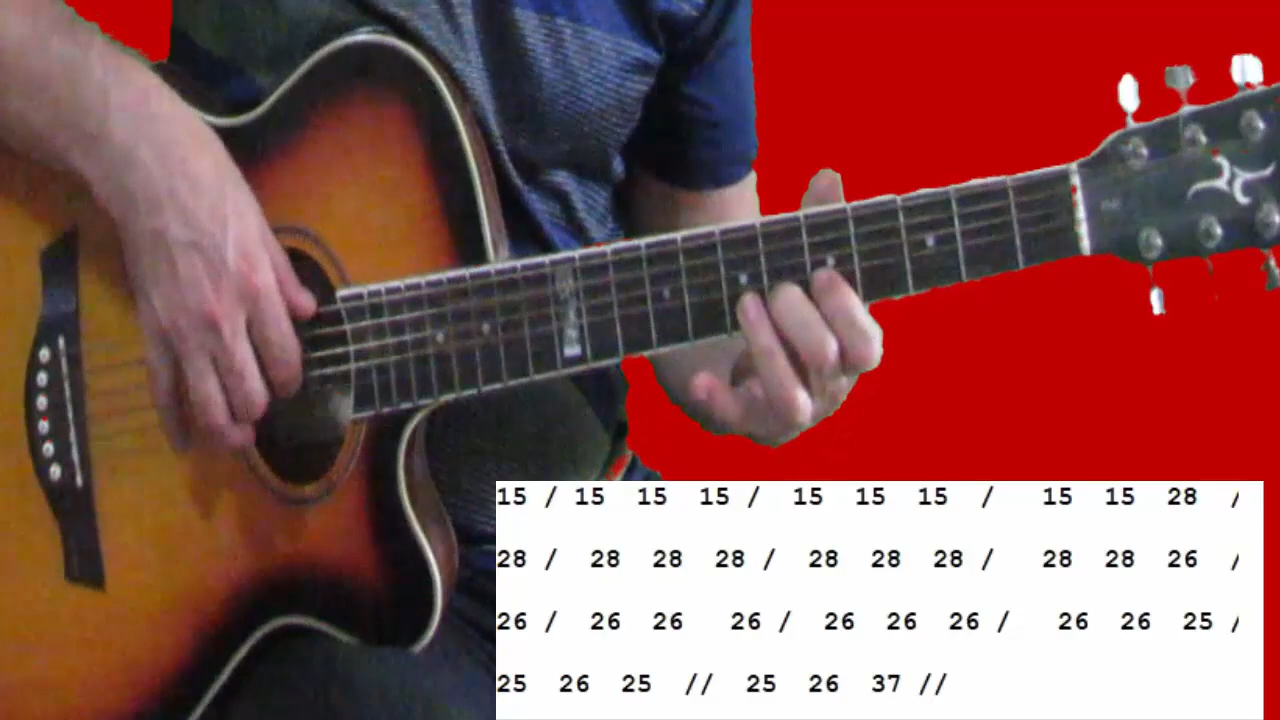 15 / 15 15 15 / 15 15 15 / 15 15 28 /
28 / 28 28 28 / 28 28 28 / 28 28 26 /
26 / 26 26 26 / 26 26 26 / 26 26 25 /
25 26 25 // 25 26 37 //